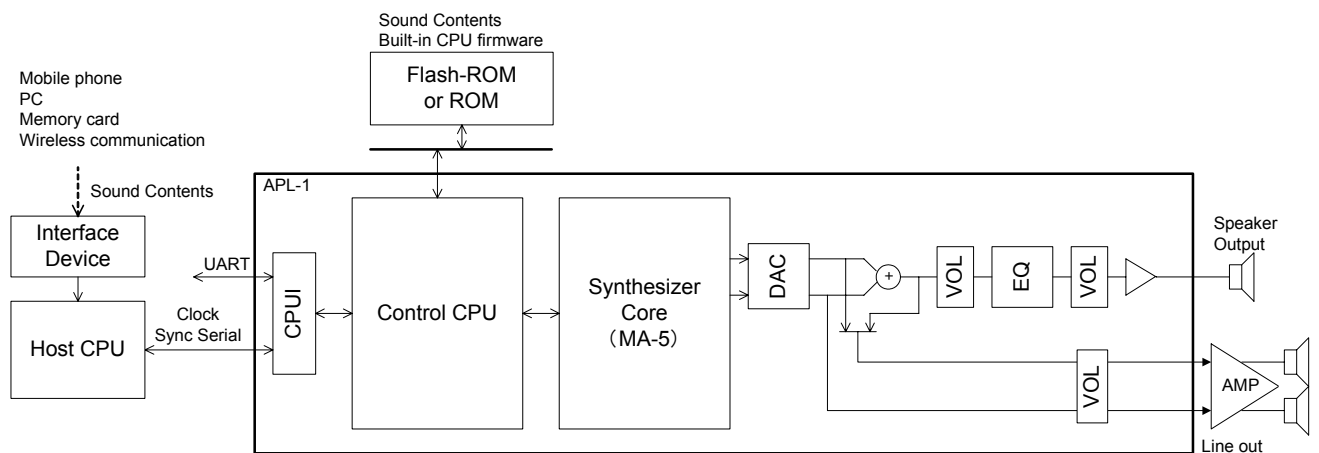 Sound Contents
Built-in CPU firmware
Flash-ROM
or ROM
Mobile phone
PC
Memory card
Wireless communication
Sound Contents
APL-1
Interface
Device
UART
CPUI
Control CPU
Synthesizer
Core
（MA-5）
DAC
+
VOL
EQ
VOL
Speaker
Output
Host CPU
Clock
Sync Serial
VOL
AMP
Line out